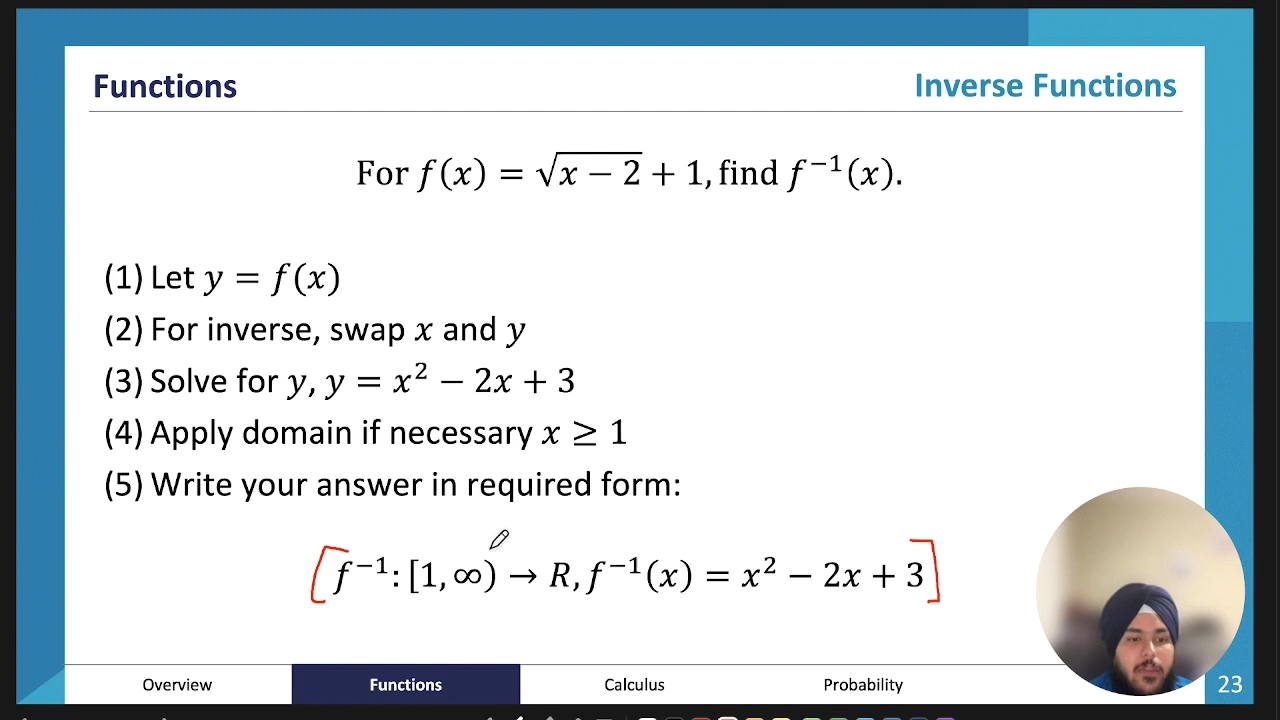 Functions
Inverse Functions
For f(x) = √(x − 2) + 1, find f⁻¹(x).
(1) Let y = f(x)
(2) For inverse, swap x and y
(3) Solve for y, y = x² − 2x + 3
(4) Apply domain if necessary x ≥ 1
(5) Write your answer in required form:
f⁻¹: [1, ∞) → R, f⁻¹(x) = x² − 2x + 3
Overview
Functions
Calculus
Probability
23